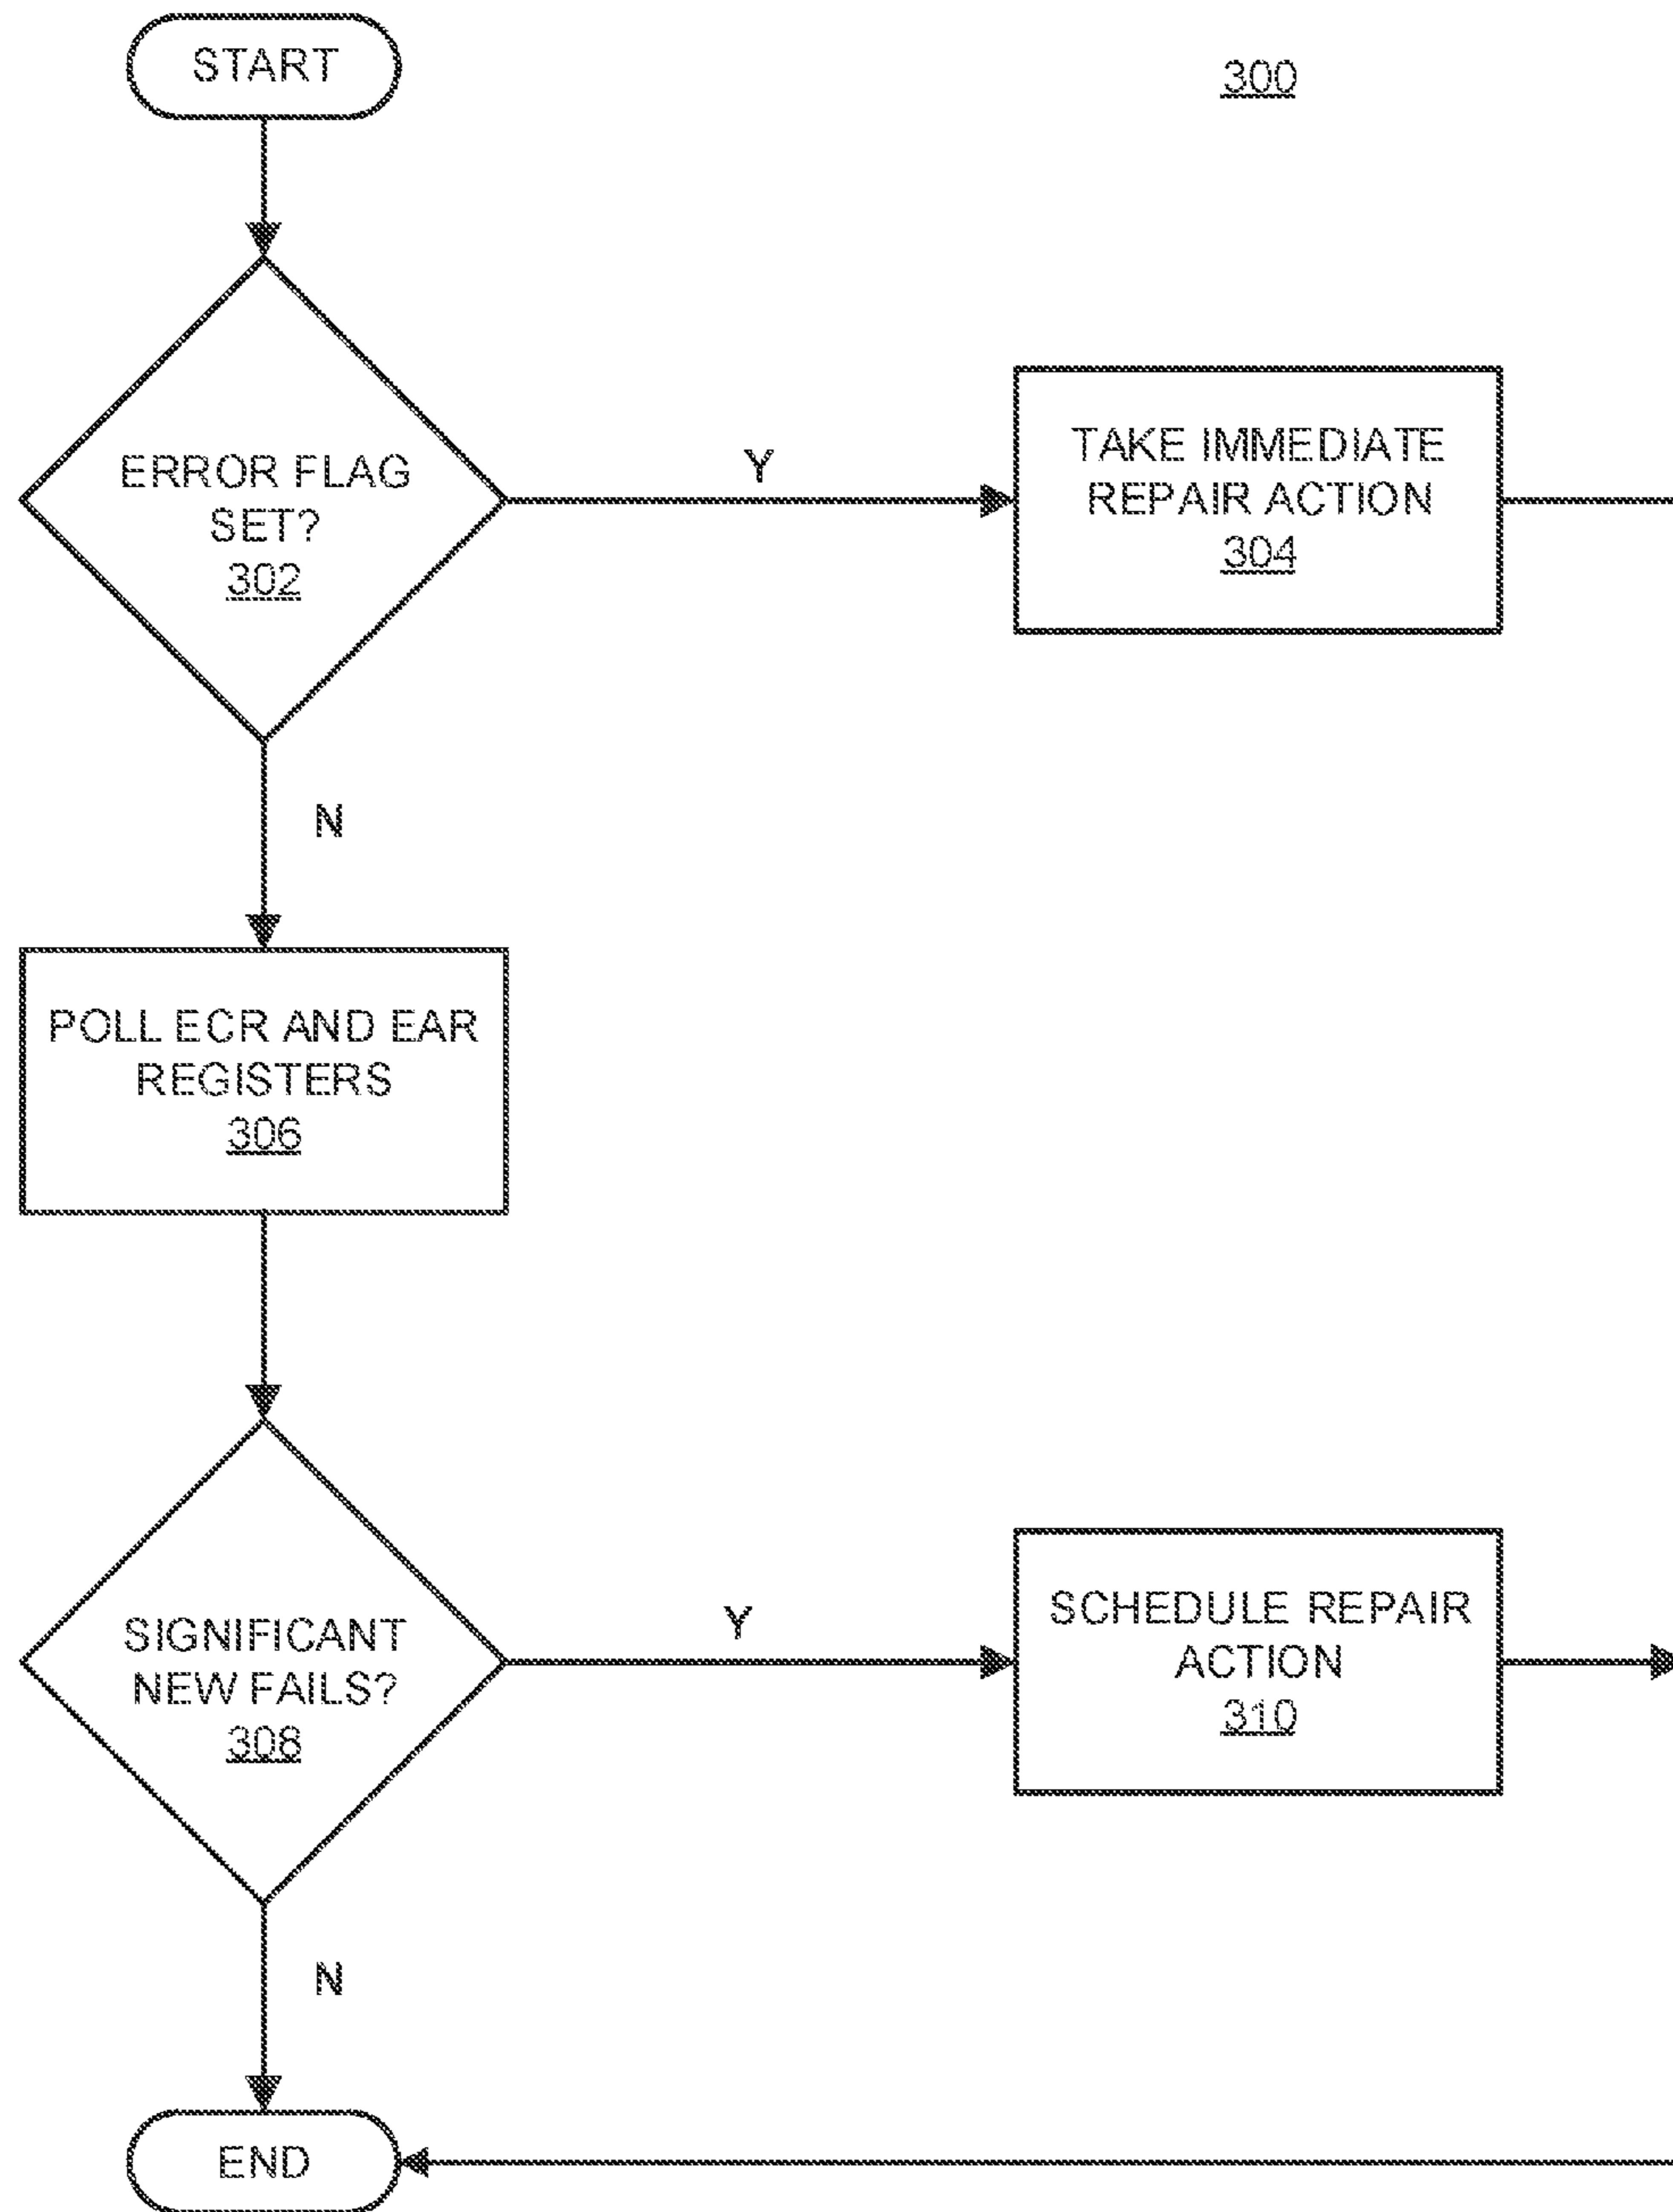 START
300
ERROR FLAG
SET?
302
Y
TAKE IMMEDIATE
REPAIR ACTION
304
N
POLL ECR AND EAR
REGISTERS
306
SIGNIFICANT
NEW FAILS?
308
Y
SCHEDULE REPAIR
ACTION
310
N
END